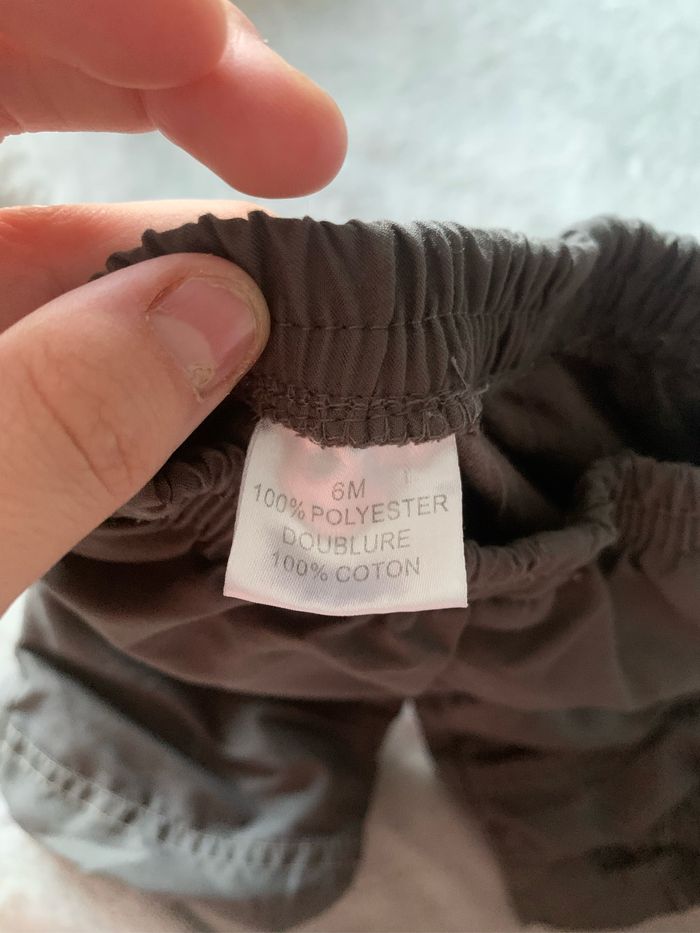 6M
100% POLYESTER
DOUBLURE
100% COTON